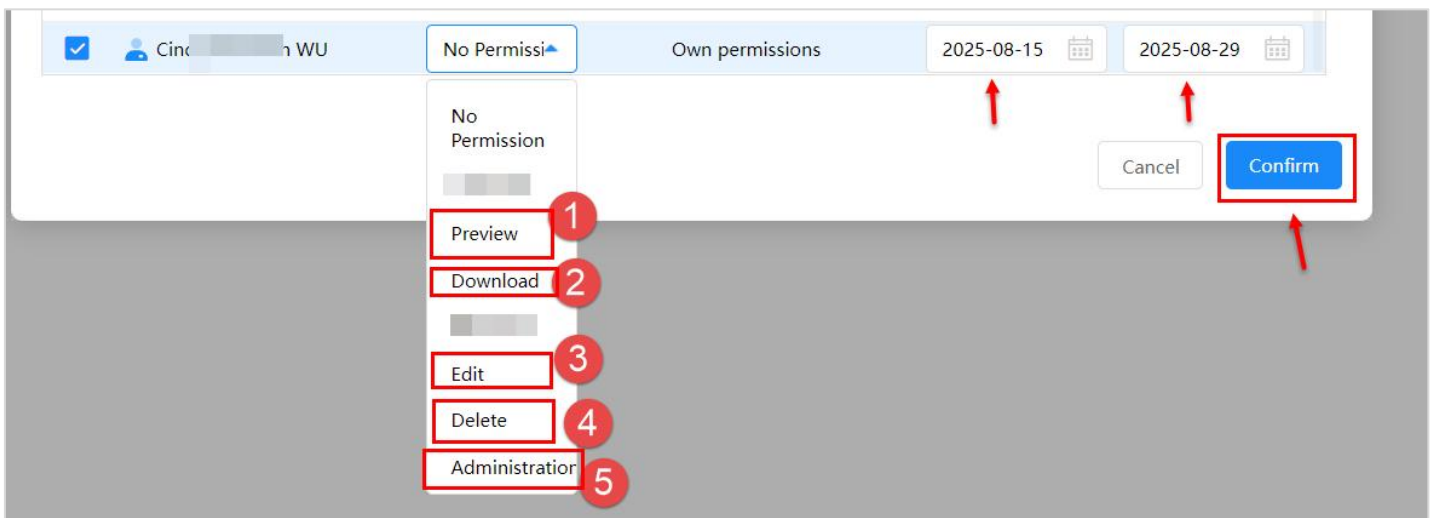 Cin n WU No Permissi Own permissions 2025-08-15 2025-08-29
No
Permission
Cancel Confirm
1
Preview
Download 2
3
Edit
Delete 4
Administration 5